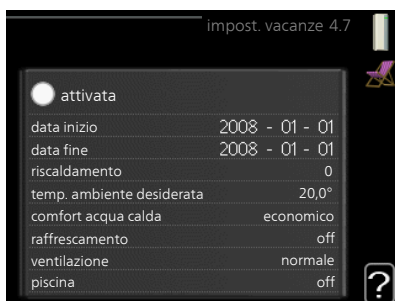 impost. vacanze 4.7
attivata
data inizio 2008 - 01 - 01
data fine 2008 - 01 - 01
riscaldamento 0
temp. ambiente desiderata 20,0°
comfort acqua calda economico
raffrescamento off
ventilazione normale
piscina off
?